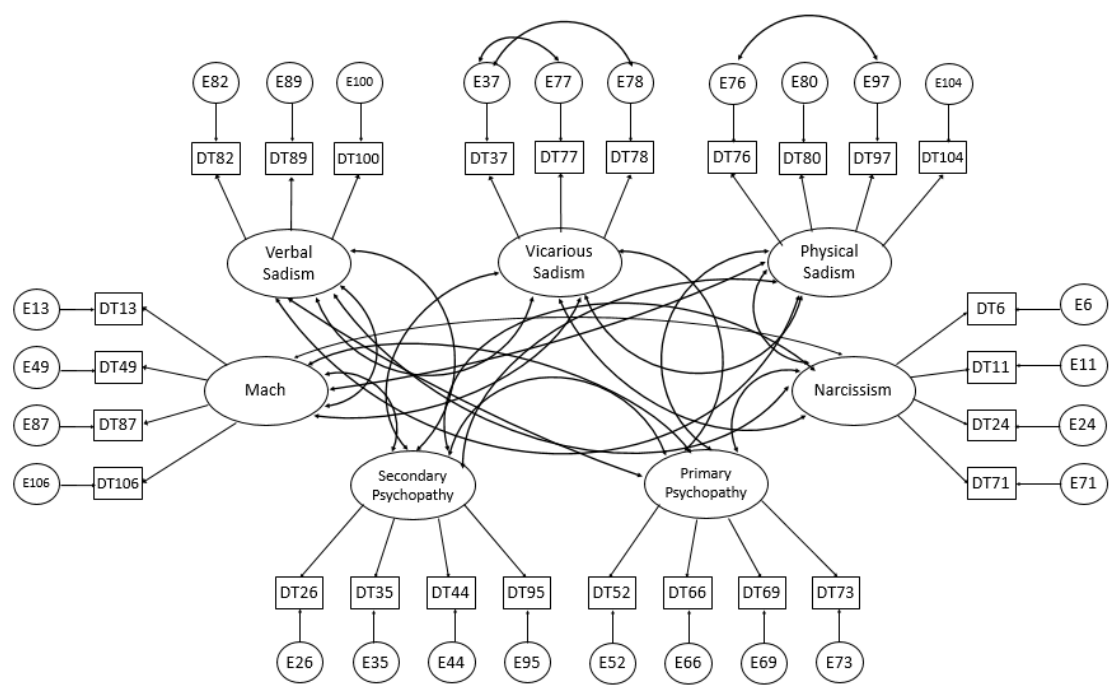 E82
E89
E100
E37
E77
E78
E76
E80
E97
E104
DT82
DT89
DT100
DT37
DT77
DT78
DT76
DT80
DT97
DT104
Verbal
Sadism
Vicarious
Sadism
Physical
Sadism
E13
DT13
E49
DT49
E87
DT87
E106
DT106
Mach
Narcissism
DT6
E6
DT11
E11
DT24
E24
DT71
E71
Secondary
Psychopathy
Primary
Psychopathy
DT26
DT35
DT44
DT95
DT52
DT66
DT69
DT73
E26
E35
E44
E95
E52
E66
E69
E73